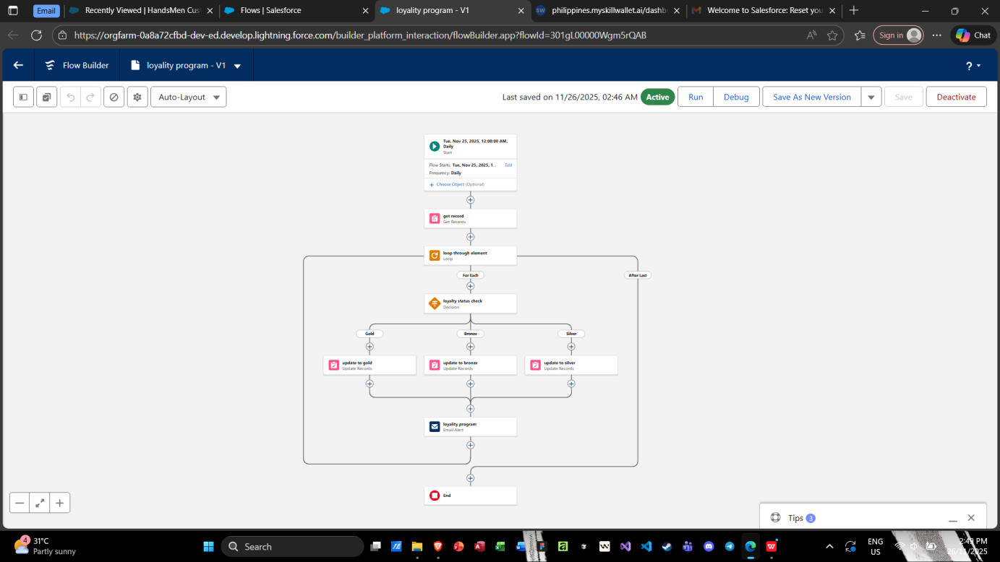 Email
Recently Viewed | HandsMen Cus
Flows | Salesforce
loyality program - V1
philippines.myskillwallet.ai/dashb
Welcome to Salesforce: Reset you
https://orgfarm-0a8a72cfbd-dev-ed.develop.lightning.force.com/builder_platform_interaction/flowBuilder.app?flowId=301gL00000Wgm5rQAB
Sign in
Chat
Flow Builder
loyality program - V1
?
Auto-Layout
Last saved on 11/26/2025, 02:46 AM
Active
Run
Debug
Save As New Version
Save
Deactivate
Tue, Nov 25, 2025, 12:00:00 AM,
Daily
Start
Flow Starts: Tue, Nov 25, 2025, 1...
Edit
Frequency: Daily
Choose Object (Optional)
get record
Get Records
loop through element
Loop
For Each
After Last
loyalty status check
Decision
Gold
Bronze
Silver
update to gold
Update Records
update to bronze
Update Records
update to silver
Update Records
loyality program
Email Alert
End
Tips 3
4
31°C
Partly sunny
Search
ENG
US
2:49 PM
26/11/2025